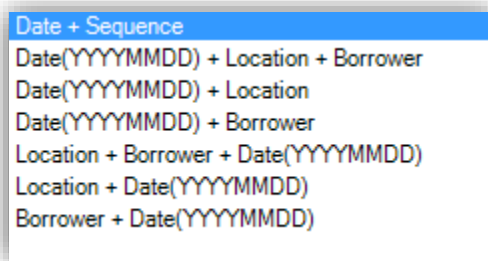 Date + Sequence
Date(YYYYMMDD) + Location + Borrower
Date(YYYYMMDD) + Location
Date(YYYYMMDD) + Borrower
Location + Borrower + Date(YYYYMMDD)
Location + Date(YYYYMMDD)
Borrower + Date(YYYYMMDD)